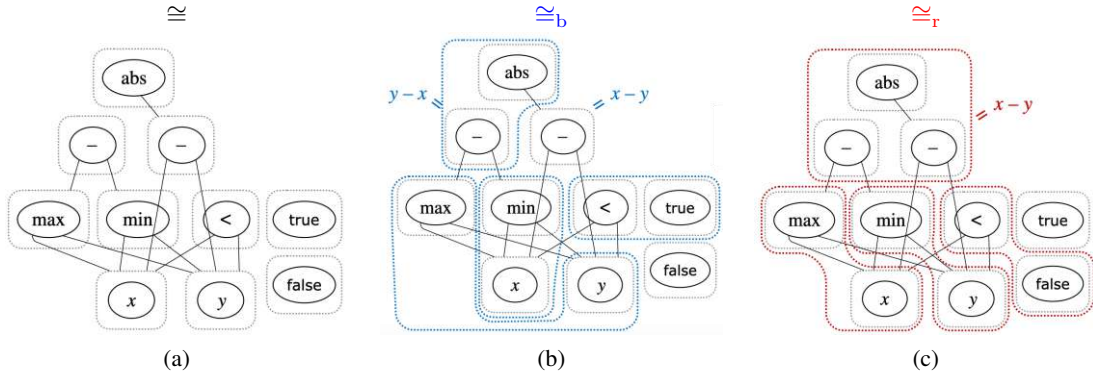 ≅ ≅b ≅r
abs abs abs
y – x = = x – y = x – y
– – – – – –
max min < true max min < true max min < true
x y false x y false x y false
(a) (b) (c)